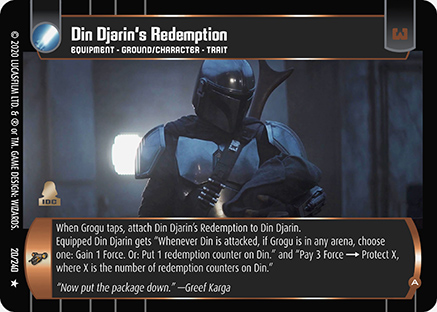 Din Djarin's Redemption
EQUIPMENT - GROUND/CHARACTER - TRAIT
© 2020 LUCASFILM LTD. & ® or TM. GAME DESIGN: WIZARDS.
20/240
IDC
When Grogu taps, attach Din Djarin's Redemption to Din Djarin.
Equipped Din Djarin gets "Whenever Din is attacked, if Grogu is in any arena, choose
one: Gain 1 Force. Or: Put 1 redemption counter on Din." and "Pay 3 Force → Protect X,
where X is the number of redemption counters on Din."
"Now put the package down." —Greef Karga
A